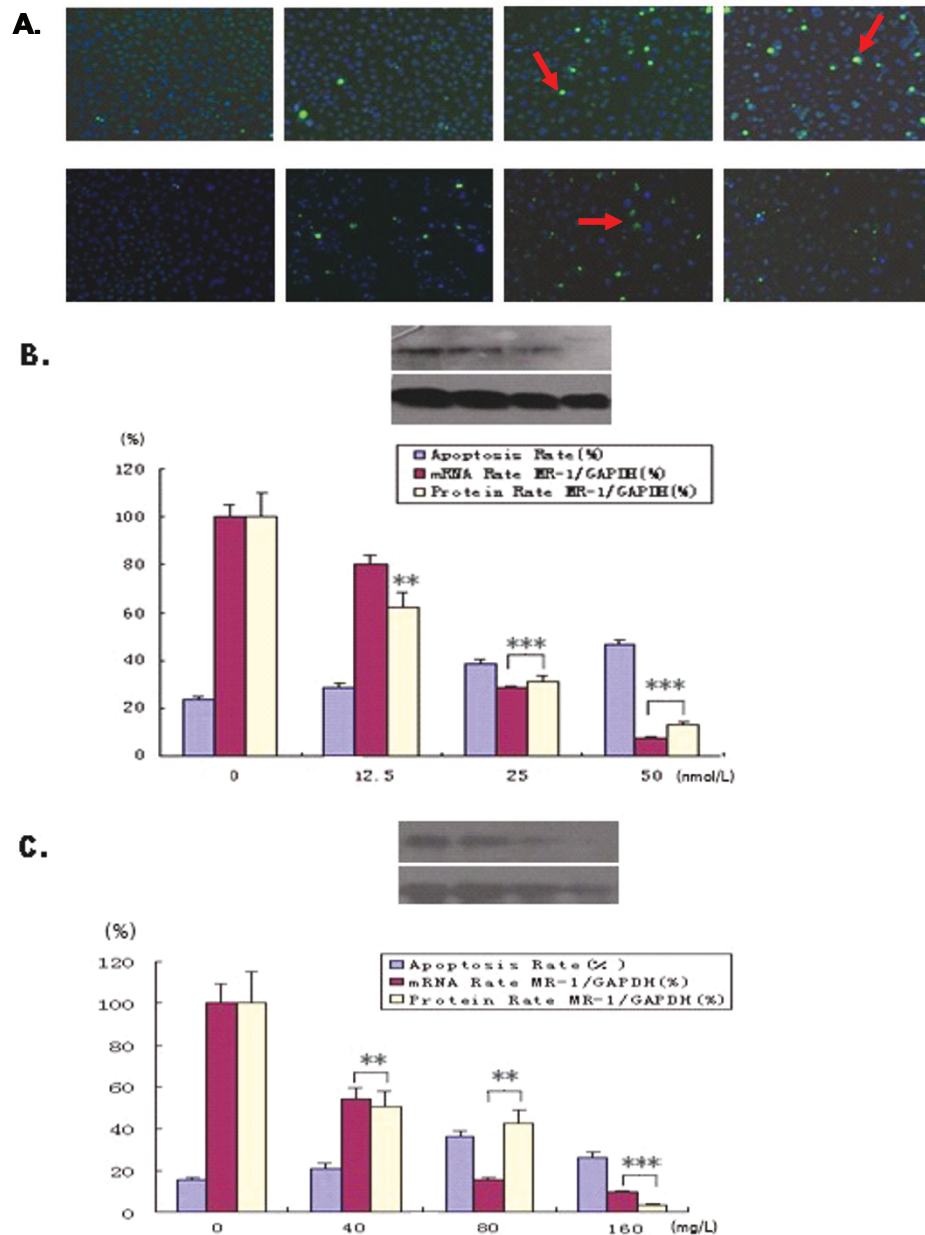 A.
B.
(%)
Apoptosis Rate(%)
mRNA Rate MR-1/GAPDH(%)
Protein Rate MR-1/GAPDH(%)
120
100
80
60
40
20
0
**
***
***
0 12.5 25 50 (nmol/L)
C.
(%)
Apoptosis Rate(%)
mRNA Rate MR-1/GAPDH(%)
Protein Rate MR-1/GAPDH(%)
120
100
80
60
40
20
0
**
**
***
0 40 80 160 (mg/L)